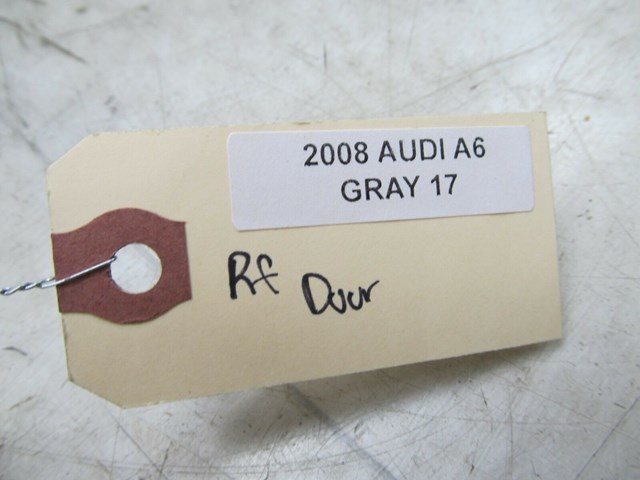 2008 AUDI A6
GRAY 17
Rf Door